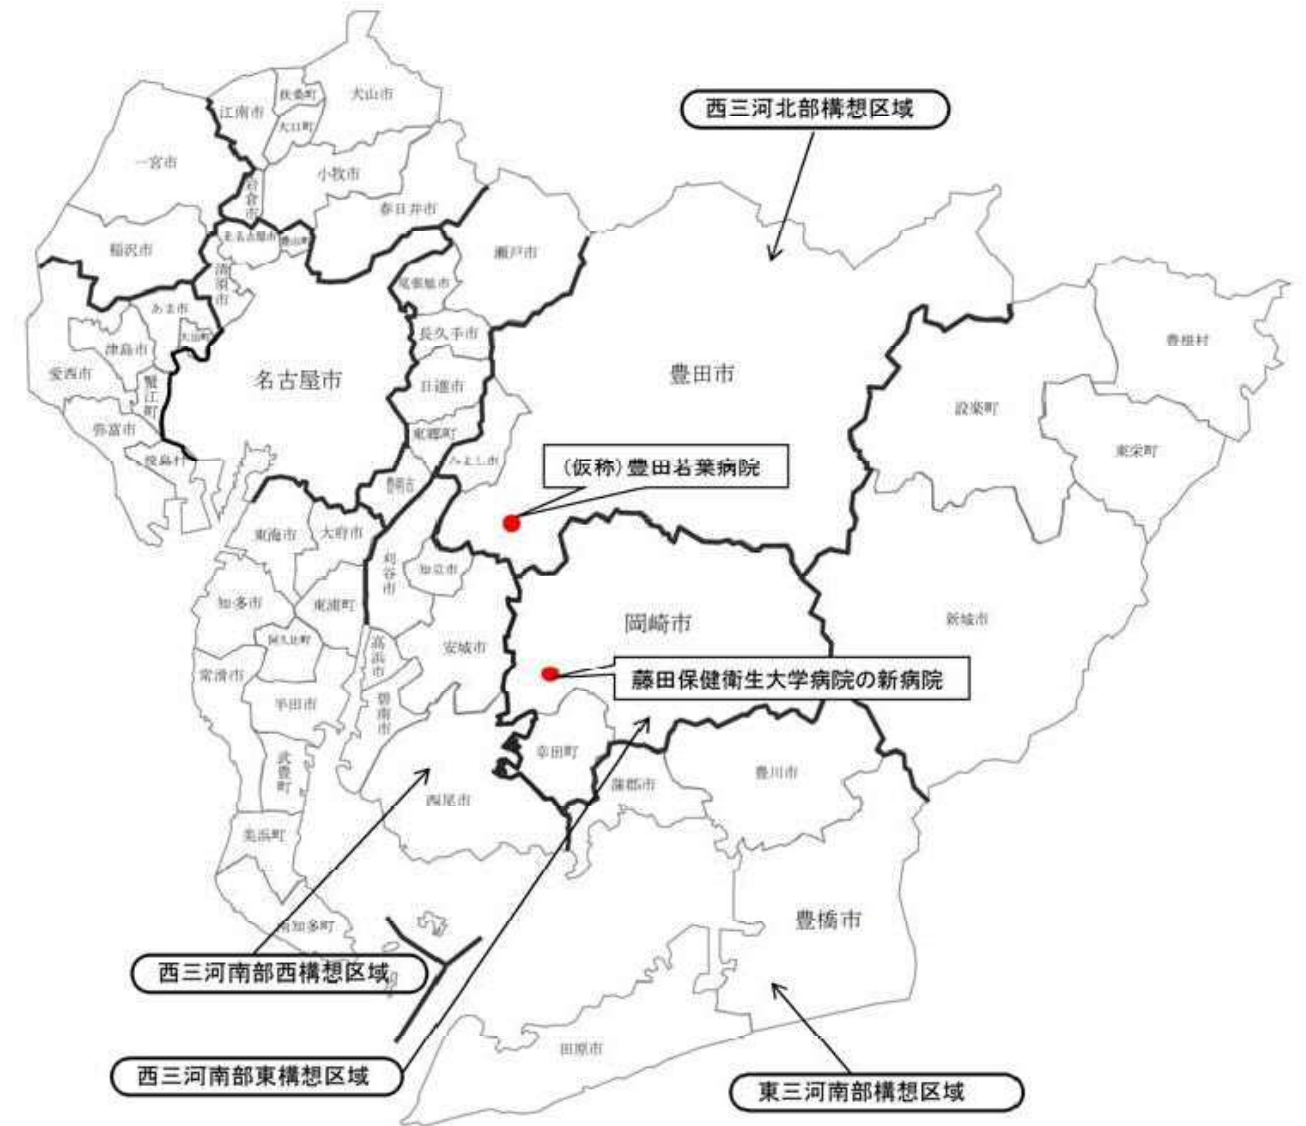 犬山市
扶桑町
江南市
大口町
西三河北部構想区域
一宮市
小牧市
岩倉市
春日井市
北名古屋市
豊山町
瀬戸市
稲沢市
清須市
尾張旭市
あま市
大治町
長久手市
豊根村
津島市
愛西市
蟹江町
名古屋市
日進市
豊田市
設楽町
弥富市
東郷町
東栄町
飛島村
みよし市
(仮称)豊田若葉病院
豊明市
東海市
大府市
刈谷市
知立市
知多市
東浦町
岡崎市
新城市
阿久比町
高浜市
安城市
常滑市
藤田保健衛生大学病院の新病院
半田市
碧南市
幸田町
武豊町
蒲郡市
豊川市
西尾市
美浜町
南知多町
豊橋市
西三河南部西構想区域
田原市
西三河南部東構想区域
東三河南部構想区域